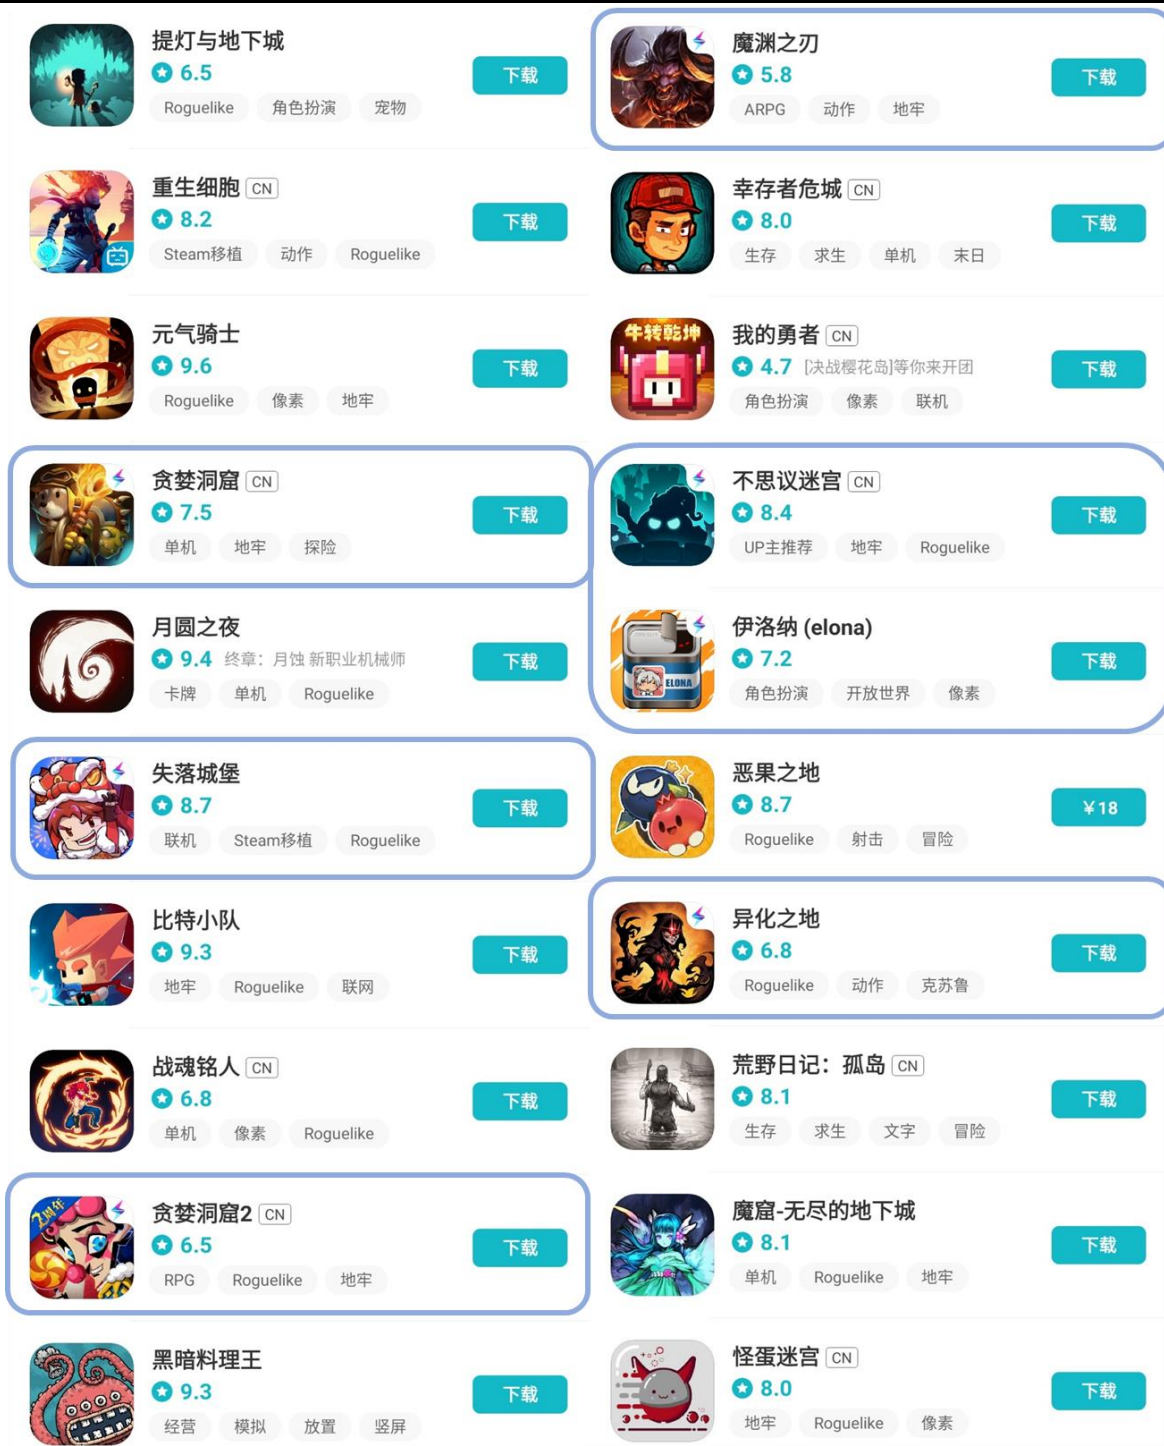 提灯与地下城
6.5
下载
Roguelike 角色扮演 宠物
重生细胞 CN
8.2
下载
Steam移植 动作 Roguelike
元气骑士
9.6
下载
Roguelike 像素 地牢
贪婪洞窟 CN
7.5
下载
单机 地牢 探险
月圆之夜
9.4 终章：月蚀 新职业机械师
下载
卡牌 单机 Roguelike
失落城堡
8.7
下载
联机 Steam移植 Roguelike
比特小队
9.3
下载
地牢 Roguelike 联网
战魂铭人 CN
6.8
下载
单机 像素 Roguelike
2周年
贪婪洞窟2 CN
6.5
下载
RPG Roguelike 地牢
黑暗料理王
9.3
下载
经营 模拟 放置 竖屏
魔渊之刃
5.8
下载
ARPG 动作 地牢
幸存者危城 CN
8.0
下载
生存 求生 单机 末日
牛转乾坤
我的勇者 CN
4.7 [决战樱花岛]等你来开团
下载
角色扮演 像素 联机
不思议迷宫 CN
8.4
下载
UP主推荐 地牢 Roguelike
伊洛纳 (elona)
7.2
下载
ELONA
角色扮演 开放世界 像素
恶果之地
8.7
¥18
Roguelike 射击 冒险
异化之地
6.8
下载
Roguelike 动作 克苏鲁
荒野日记：孤岛 CN
8.1
下载
生存 求生 文字 冒险
魔窟-无尽的地下城
8.1
下载
单机 Roguelike 地牢
怪蛋迷宫 CN
8.0
下载
地牢 Roguelike 像素